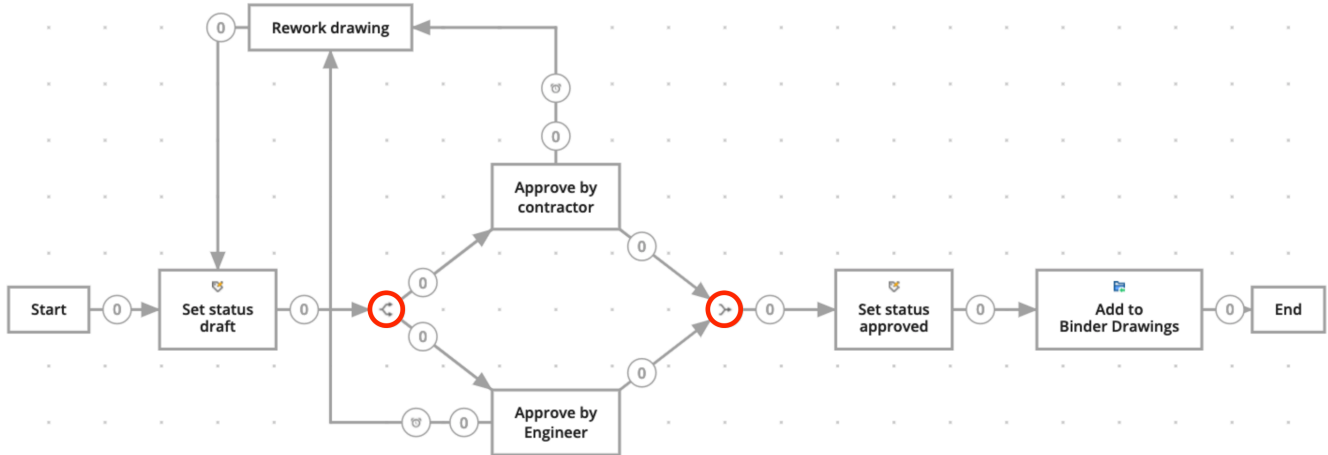 0
Rework drawing
0
Approve by
contractor
0
0
Start
0
Set status
draft
0
0
Set status
approved
0
Add to
Binder Drawings
0
End
0
0
0
Approve by
Engineer